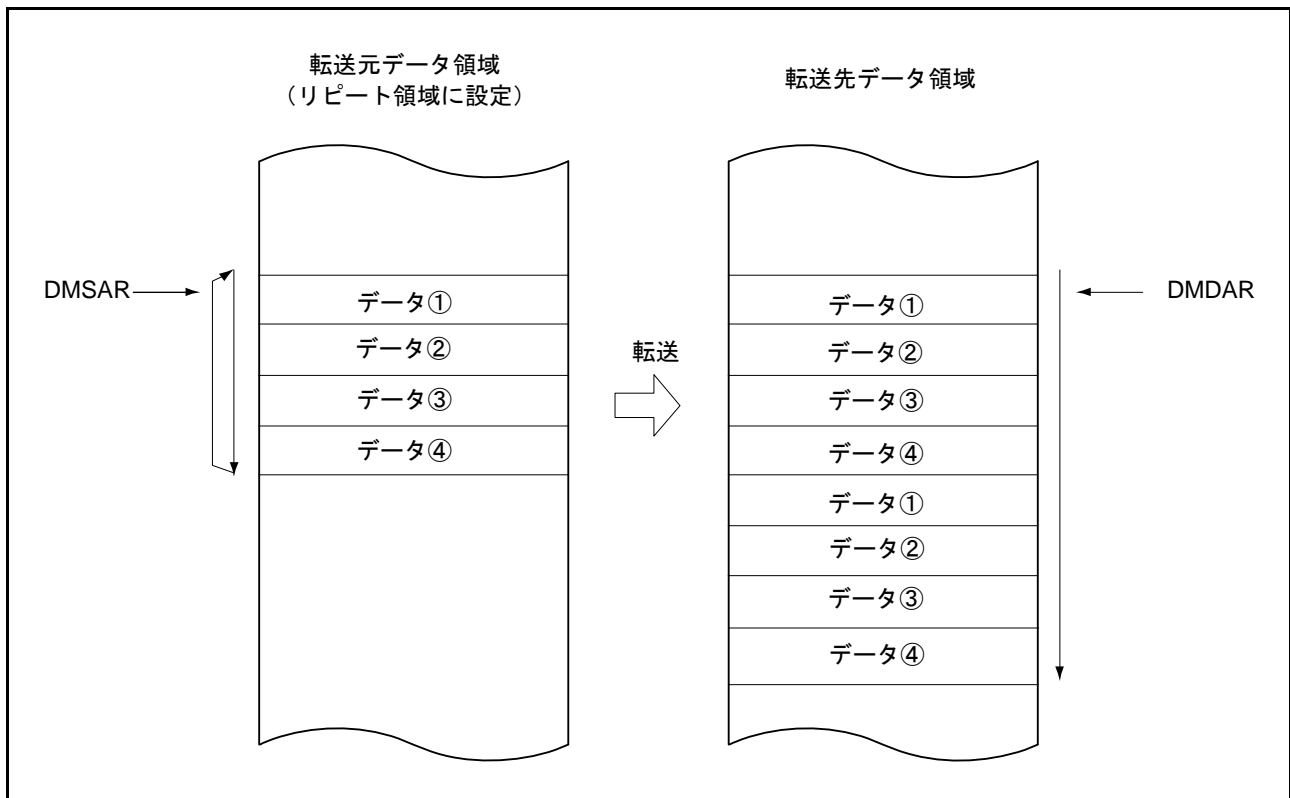 転送元データ領域
(リピート領域に設定)
転送先データ領域
DMSAR
データ①
データ②
データ③
データ④
転送
データ①
データ②
データ③
データ④
データ①
データ②
データ③
データ④
DMDAR